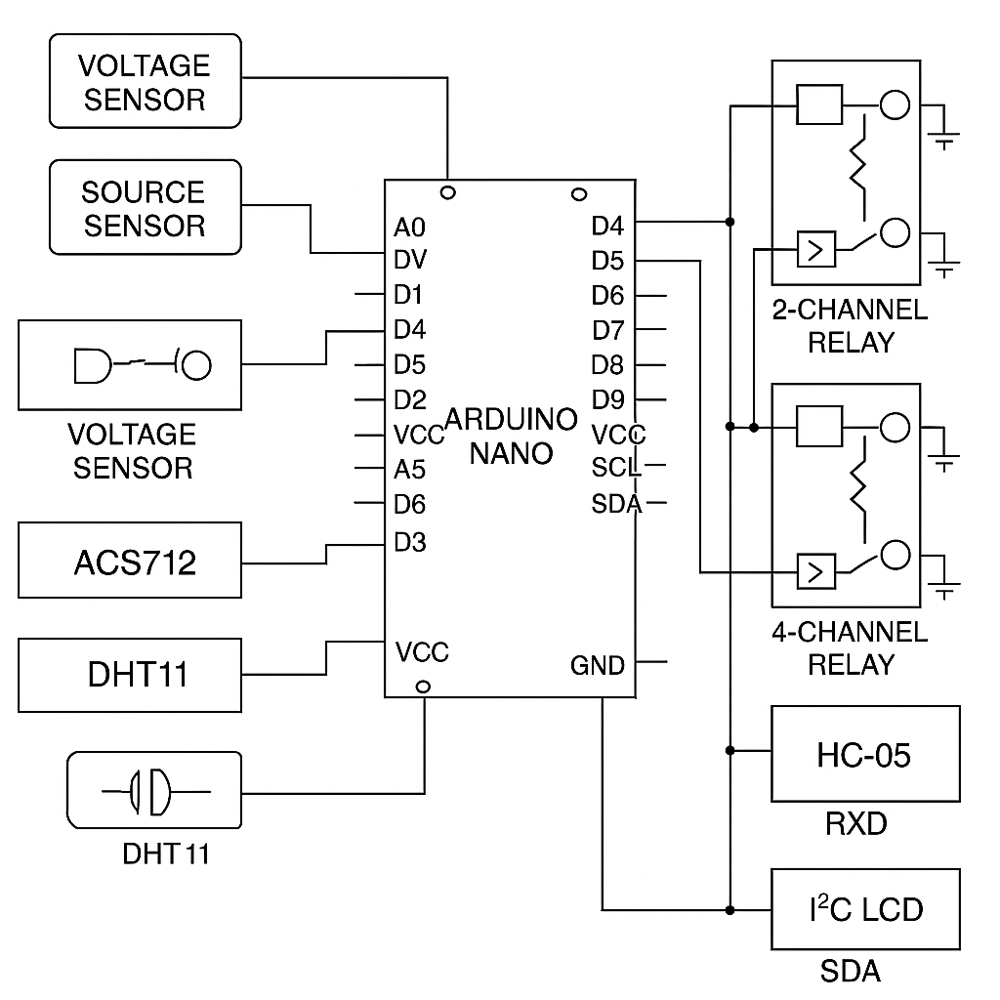 VOLTAGE
SENSOR
SOURCE
SENSOR
VOLTAGE
SENSOR
ACS712
DHT11
DHT11
A0
DV
D1
D4
D5
D2
VCC
A5
D6
D3
VCC
ARDUINO
NANO
D4
D5
D6
D7
D8
D9
VCC
SCL
SDA
GND
2-CHANNEL
RELAY
4-CHANNEL
RELAY
HC-05
RXD
I²C LCD
SDA